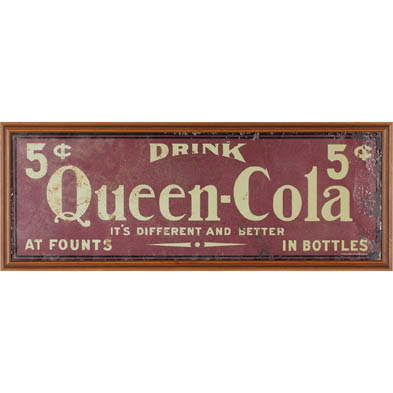 5¢ DRINK 5¢
Queen-Cola
IT'S DIFFERENT AND BETTER
AT FOUNTS IN BOTTLES